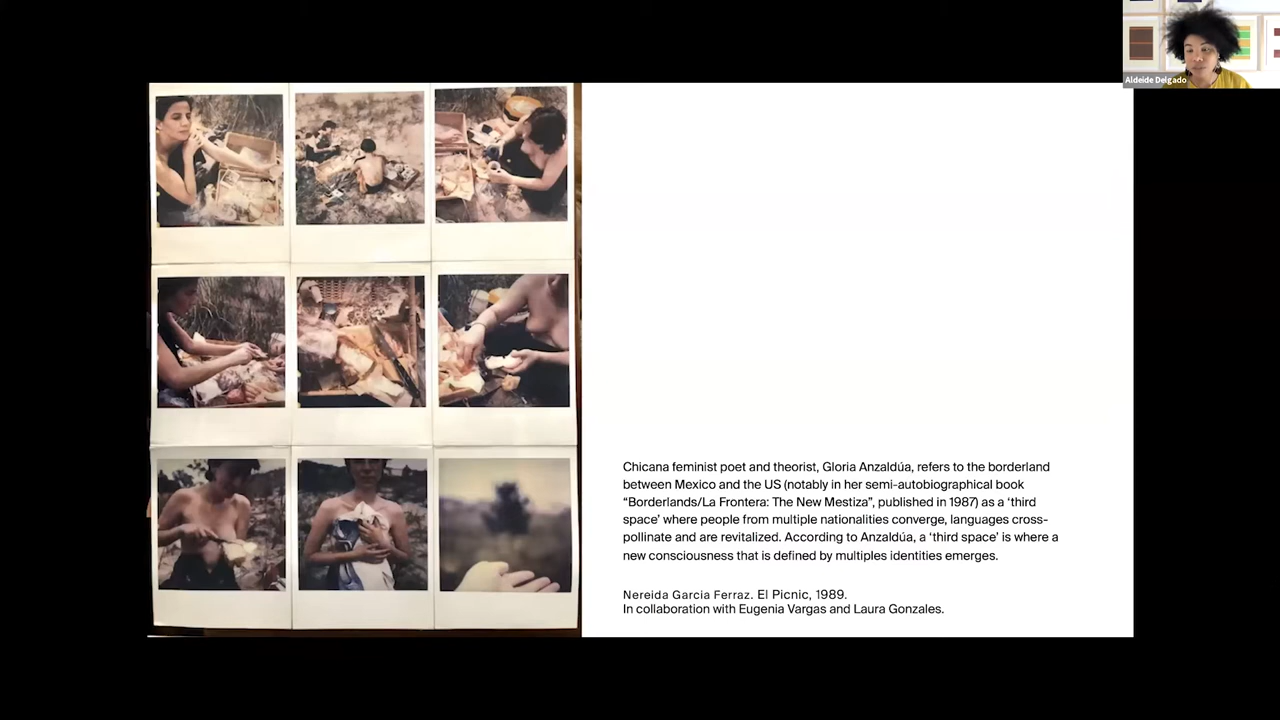 Aldeide Delgado
Chicana feminist poet and theorist, Gloria Anzaldúa, refers to the borderland
between Mexico and the US (notably in her semi-autobiographical book
“Borderlands/La Frontera: The New Mestiza”, published in 1987) as a ‘third
space’ where people from multiple nationalities converge, languages cross-
pollinate and are revitalized. According to Anzaldúa, a ‘third space’ is where a
new consciousness that is defined by multiples identities emerges.
Nereida Garcia Ferraz. El Picnic, 1989.
In collaboration with Eugenia Vargas and Laura Gonzales.